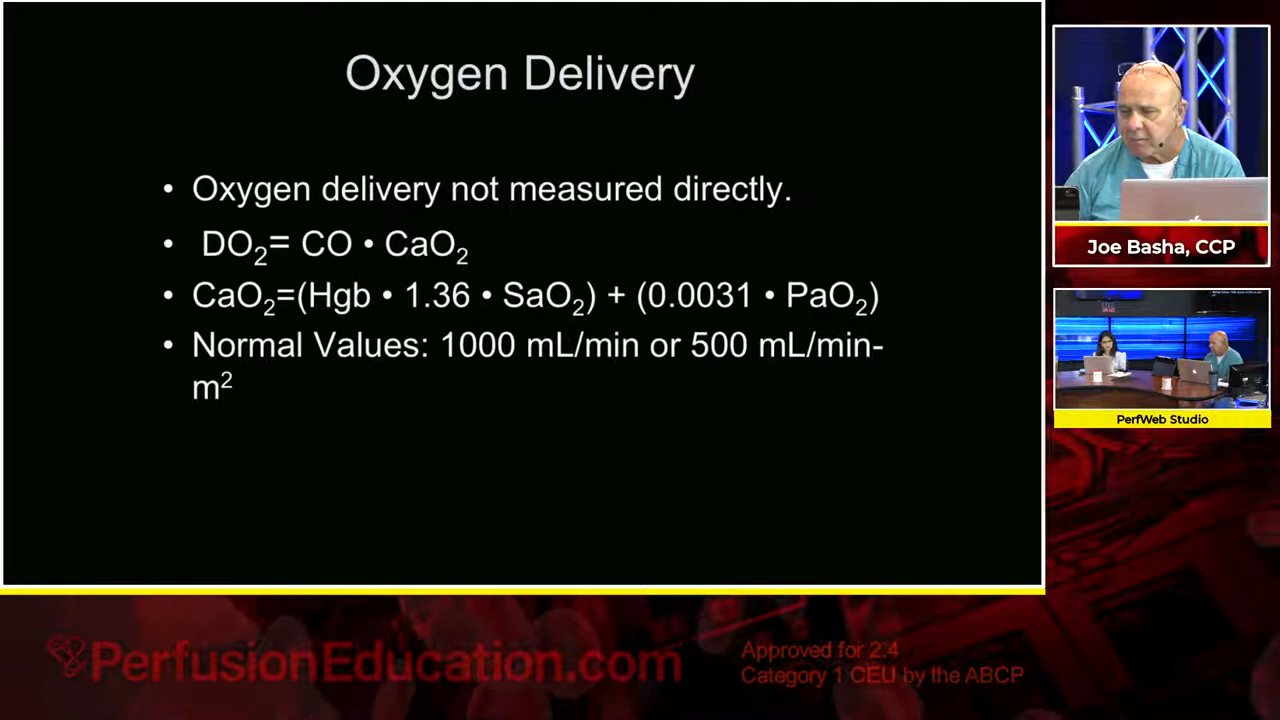 Oxygen Delivery
• Oxygen delivery not measured directly.
• DO₂= CO • CaO₂
• CaO₂=(Hgb • 1.36 • SaO₂) + (0.0031 • PaO₂)
• Normal Values: 1000 mL/min or 500 mL/min-
m²
Joe Basha, CCP
PerfWeb Studio
PerfusionEducation.com
Approved for 2.4
Category 1 CEU by the ABCP